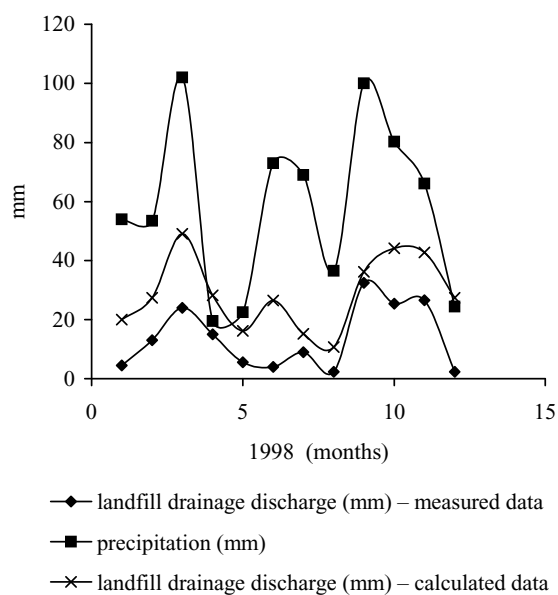 120
100
80
60
40
20
0
mm
0 5 10 15
1998 (months)
landfill drainage discharge (mm) – measured data
precipitation (mm)
landfill drainage discharge (mm) – calculated data